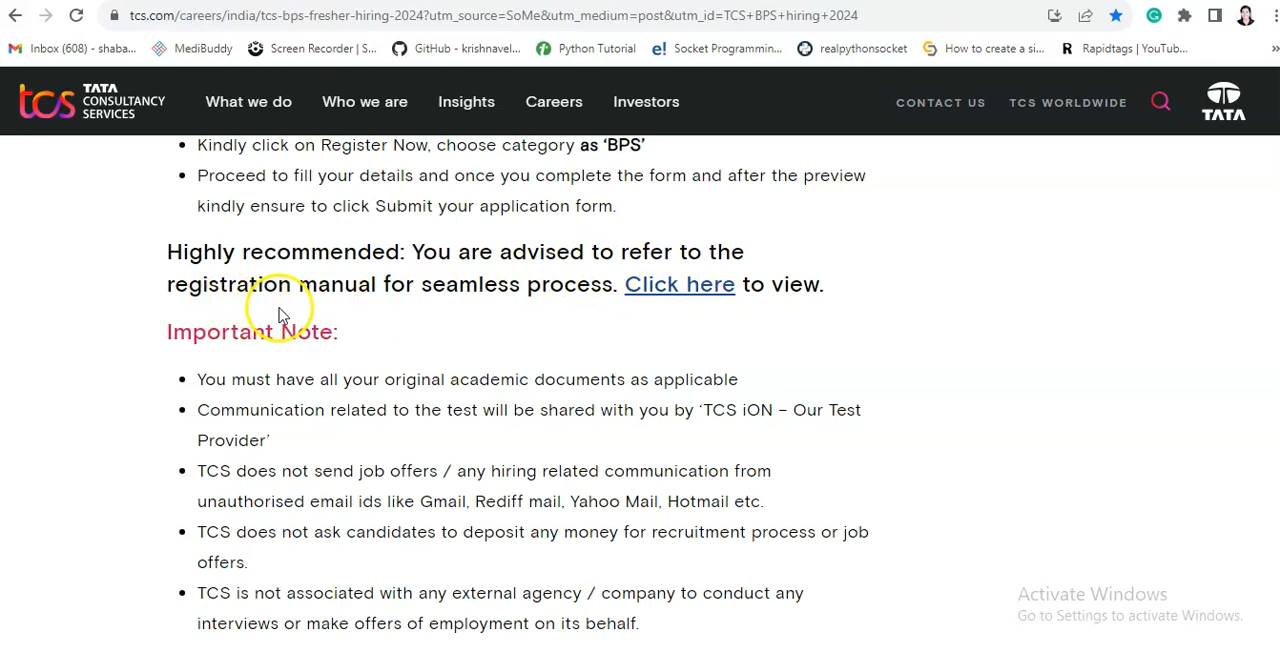 tcs.com/careers/india/tcs-bps-fresher-hiring-2024?utm_source=SoMe&utm_medium=post&utm_id=TCS+BPS+hiring+2024
Inbox (608) - shaba... MediBuddy Screen Recorder | S... GitHub - krishnavel... Python Tutorial Socket Programmin... realpythonsocket How to create a si... Rapidtags | YouTub... »
tcs TATA CONSULTANCY SERVICES What we do Who we are Insights Careers Investors CONTACT US TCS WORLDWIDE TATA
• Kindly click on Register Now, choose category as ‘BPS’
• Proceed to fill your details and once you complete the form and after the preview
kindly ensure to click Submit your application form.
Highly recommended: You are advised to refer to the
registration manual for seamless process. Click here to view.
Important Note:
• You must have all your original academic documents as applicable
• Communication related to the test will be shared with you by ‘TCS iON – Our Test
Provider’
• TCS does not send job offers / any hiring related communication from
unauthorised email ids like Gmail, Rediff mail, Yahoo Mail, Hotmail etc.
• TCS does not ask candidates to deposit any money for recruitment process or job
offers.
• TCS is not associated with any external agency / company to conduct any
interviews or make offers of employment on its behalf.
Activate Windows
Go to Settings to activate Windows.